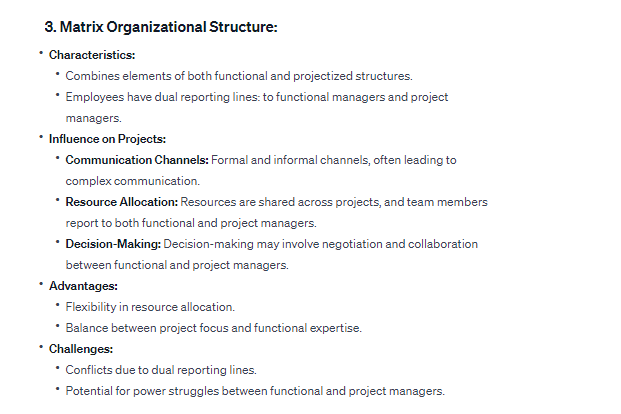 3. Matrix Organizational Structure:
• Characteristics:
• Combines elements of both functional and projectized structures.
• Employees have dual reporting lines: to functional managers and project
managers.
• Influence on Projects:
• Communication Channels: Formal and informal channels, often leading to
complex communication.
• Resource Allocation: Resources are shared across projects, and team members
report to both functional and project managers.
• Decision-Making: Decision-making may involve negotiation and collaboration
between functional and project managers.
• Advantages:
• Flexibility in resource allocation.
• Balance between project focus and functional expertise.
• Challenges:
• Conflicts due to dual reporting lines.
• Potential for power struggles between functional and project managers.